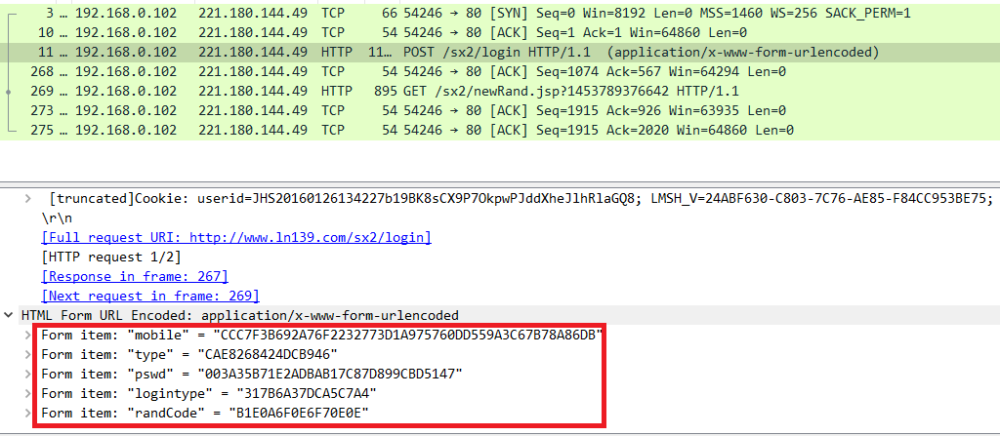 3 … 192.168.0.102 221.180.144.49 TCP 66 54246 → 80 [SYN] Seq=0 Win=8192 Len=0 MSS=1460 WS=256 SACK_PERM=1
10 … 192.168.0.102 221.180.144.49 TCP 54 54246 → 80 [ACK] Seq=1 Ack=1 Win=64860 Len=0
11 … 192.168.0.102 221.180.144.49 HTTP 11… POST /sx2/login HTTP/1.1 (application/x-www-form-urlencoded)
268 … 192.168.0.102 221.180.144.49 TCP 54 54246 → 80 [ACK] Seq=1074 Ack=567 Win=64294 Len=0
269 … 192.168.0.102 221.180.144.49 HTTP 895 GET /sx2/newRand.jsp?1453789376642 HTTP/1.1
273 … 192.168.0.102 221.180.144.49 TCP 54 54246 → 80 [ACK] Seq=1915 Ack=926 Win=63935 Len=0
275 … 192.168.0.102 221.180.144.49 TCP 54 54246 → 80 [ACK] Seq=1915 Ack=2020 Win=64860 Len=0
[truncated]Cookie: userid=JHS20160126134227b19BK8sCX9P7OkpwPJddXheJlhRlaGQ8; LMSH_V=24ABF630-C803-7C76-AE85-F84CC953BE75;
\r\n
[Full request URI: http://www.ln139.com/sx2/login]
[HTTP request 1/2]
[Response in frame: 267]
[Next request in frame: 269]
HTML Form URL Encoded: application/x-www-form-urlencoded
Form item: "mobile" = "CCC7F3B692A76F2232773D1A975760DD559A3C67B78A86DB"
Form item: "type" = "CAE8268424DCB946"
Form item: "pswd" = "003A35B71E2ADBAB17C87D899CBD5147"
Form item: "logintype" = "317B6A37DCA5C7A4"
Form item: "randCode" = "B1E0A6F0E6F70E0E"